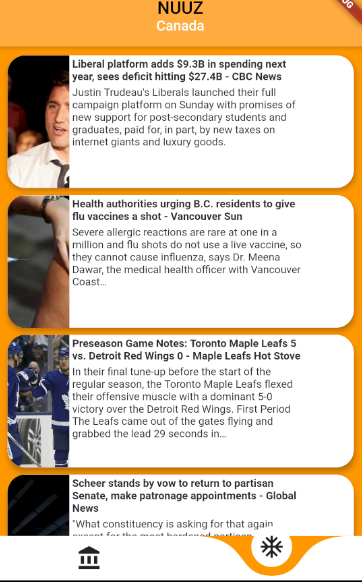 NUUZ
Canada
Liberal platform adds $9.3B in spending next
year, sees deficit hitting $27.4B - CBC News
Justin Trudeau's Liberals launched their full
campaign platform on Sunday with promises of
new support for post-secondary students and
graduates, paid for, in part, by new taxes on
internet giants and luxury goods.
Health authorities urging B.C. residents to give
flu vaccines a shot - Vancouver Sun
Severe allergic reactions are rare at one in a
million and flu shots do not use a live vaccine, so
they cannot cause influenza, says Dr. Meena
Dawar, the medical health officer with Vancouver
Coast…
Preseason Game Notes: Toronto Maple Leafs 5
vs. Detroit Red Wings 0 - Maple Leafs Hot Stove
In their final tune-up before the start of the
regular season, the Toronto Maple Leafs flexed
their offensive muscle with a dominant 5-0
victory over the Detroit Red Wings. First Period
The Leafs came out of the gates flying and
grabbed the lead 29 seconds in…
Scheer stands by vow to return to partisan
Senate, make patronage appointments - Global
News
"What constituency is asking for that again
except for the most hardened